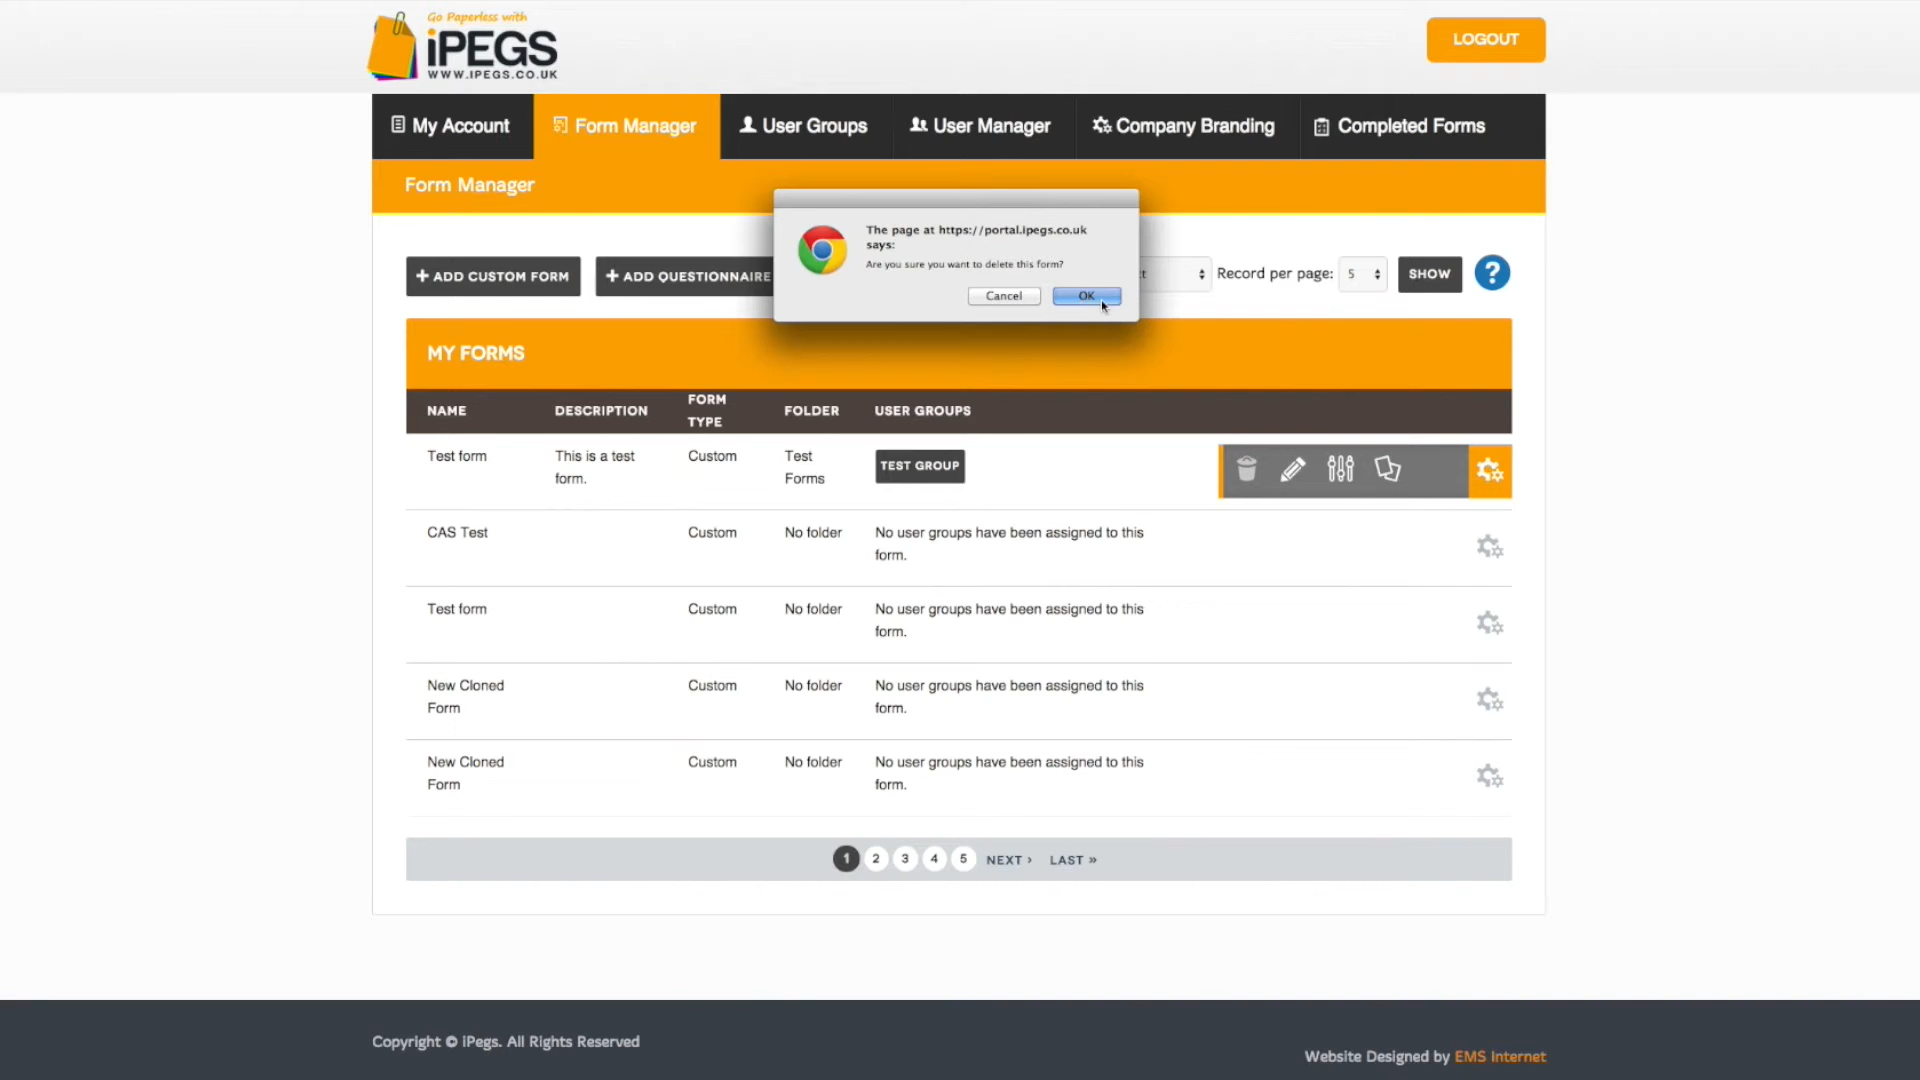 Go Paperless with
iPEGS
WWW.IPEGS.CO.UK
LOGOUT
My Account
Form Manager
User Groups
User Manager
Company Branding
Completed Forms
Form Manager
The page at https://portal.ipegs.co.uk
says:
Are you sure you want to delete this form?
Cancel
OK
+ ADD CUSTOM FORM
+ ADD QUESTIONNAIRE
Record per page:
5
SHOW
?
MY FORMS
NAME
DESCRIPTION
FORM
TYPE
FOLDER
USER GROUPS
Test form
This is a test
form.
Custom
Test
Forms
TEST GROUP
CAS Test
Custom
No folder
No user groups have been assigned to this
form.
Test form
Custom
No folder
No user groups have been assigned to this
form.
New Cloned
Form
Custom
No folder
No user groups have been assigned to this
form.
New Cloned
Form
Custom
No folder
No user groups have been assigned to this
form.
1 2 3 4 5 NEXT › LAST »
Copyright © iPegs. All Rights Reserved
Website Designed by EMS Internet